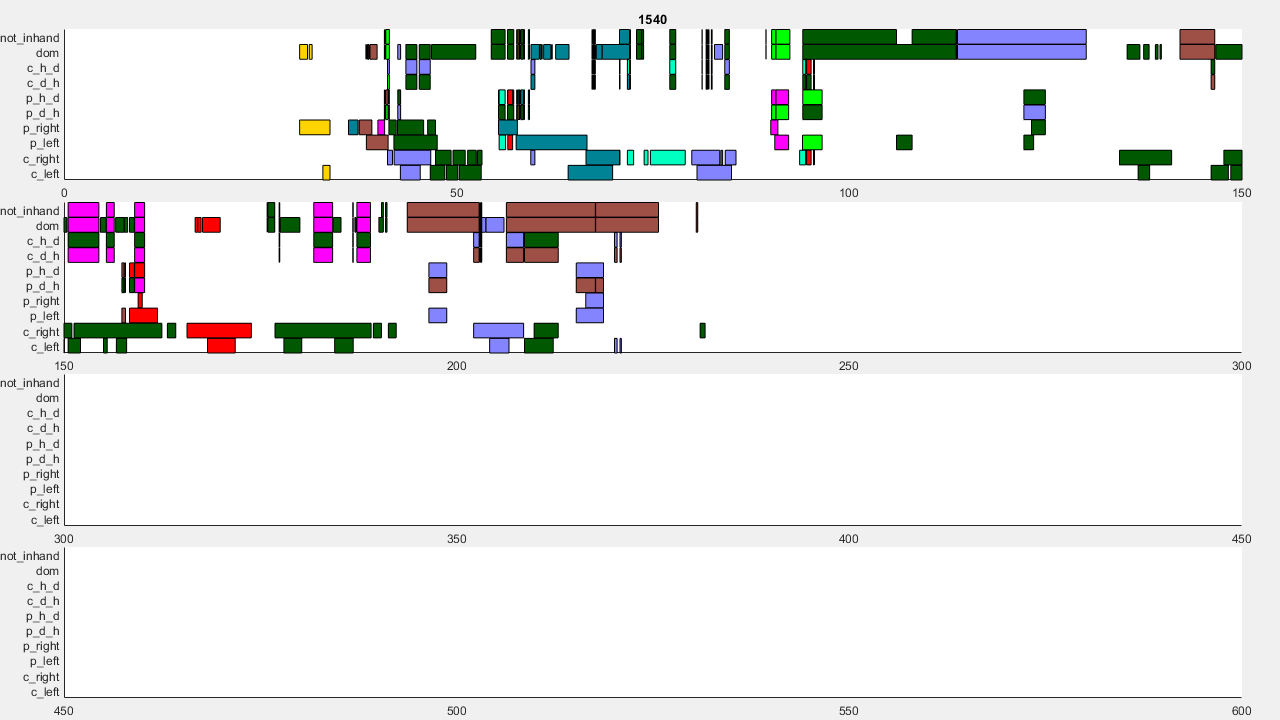 1540
not_inhand
dom
c_h_d
c_d_h
p_h_d
p_d_h
p_right
p_left
c_right
c_left
0 50 100 150
not_inhand
dom
c_h_d
c_d_h
p_h_d
p_d_h
p_right
p_left
c_right
c_left
150 200 250 300
not_inhand
dom
c_h_d
c_d_h
p_h_d
p_d_h
p_right
p_left
c_right
c_left
300 350 400 450
not_inhand
dom
c_h_d
c_d_h
p_h_d
p_d_h
p_right
p_left
c_right
c_left
450 500 550 600